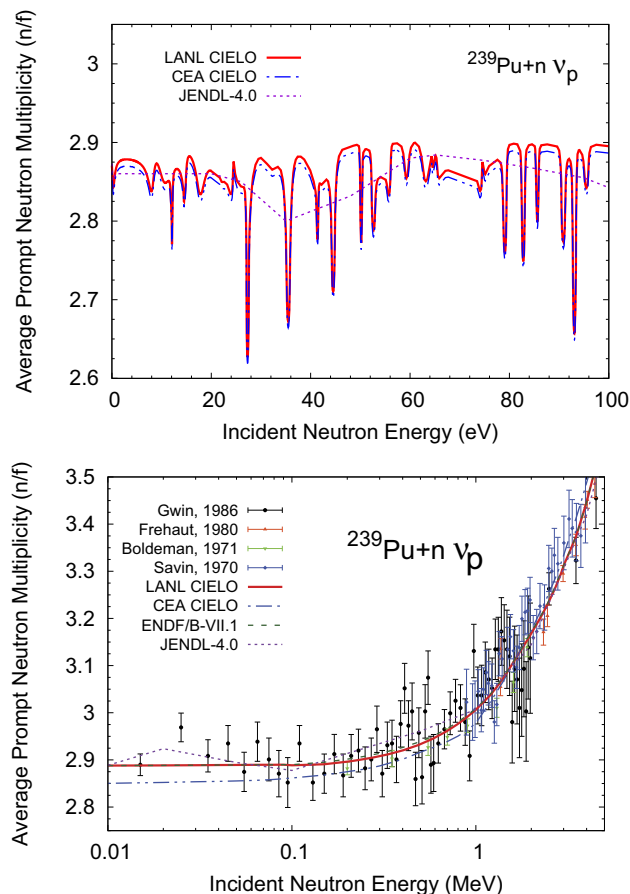 3
2.9
2.8
2.7
2.6
0 20 40 60 80 100
Average Prompt Neutron Multiplicity (n/f)
Incident Neutron Energy (eV)
LANL CIELO
CEA CIELO
JENDL-4.0
²³⁹Pu+n νp
3.5
3.4
3.3
3.2
3.1
3
2.9
2.8
0.01 0.1 1
Average Prompt Neutron Multiplicity (n/f)
Incident Neutron Energy (MeV)
Gwin, 1986
Frehaut, 1980
Boldeman, 1971
Savin, 1970
LANL CIELO
CEA CIELO
ENDF/B-VII.1
JENDL-4.0
²³⁹Pu+n νp